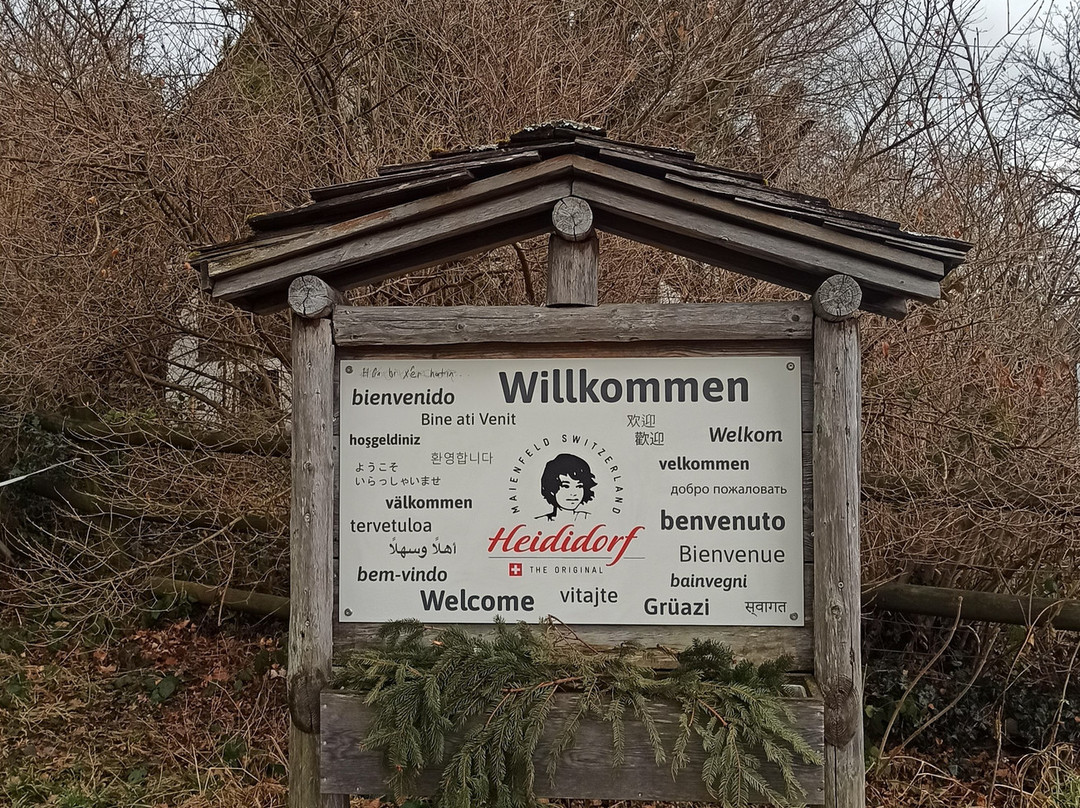 Willkommen
bienvenido
Bine ati Venit
欢迎
歡迎
Welkom
hoşgeldiniz
환영합니다
MAIENFELD SWITZERLAND
velkommen
ようこそ
いらっしゃいませ
добро пожаловать
välkommen
benvenuto
tervetuloa
Heididorf
أهلاً وسهلاً
Bienvenue
THE ORIGINAL
bem-vindo
bainvegni
Welcome
vitajte
Grüazi
सुवागत